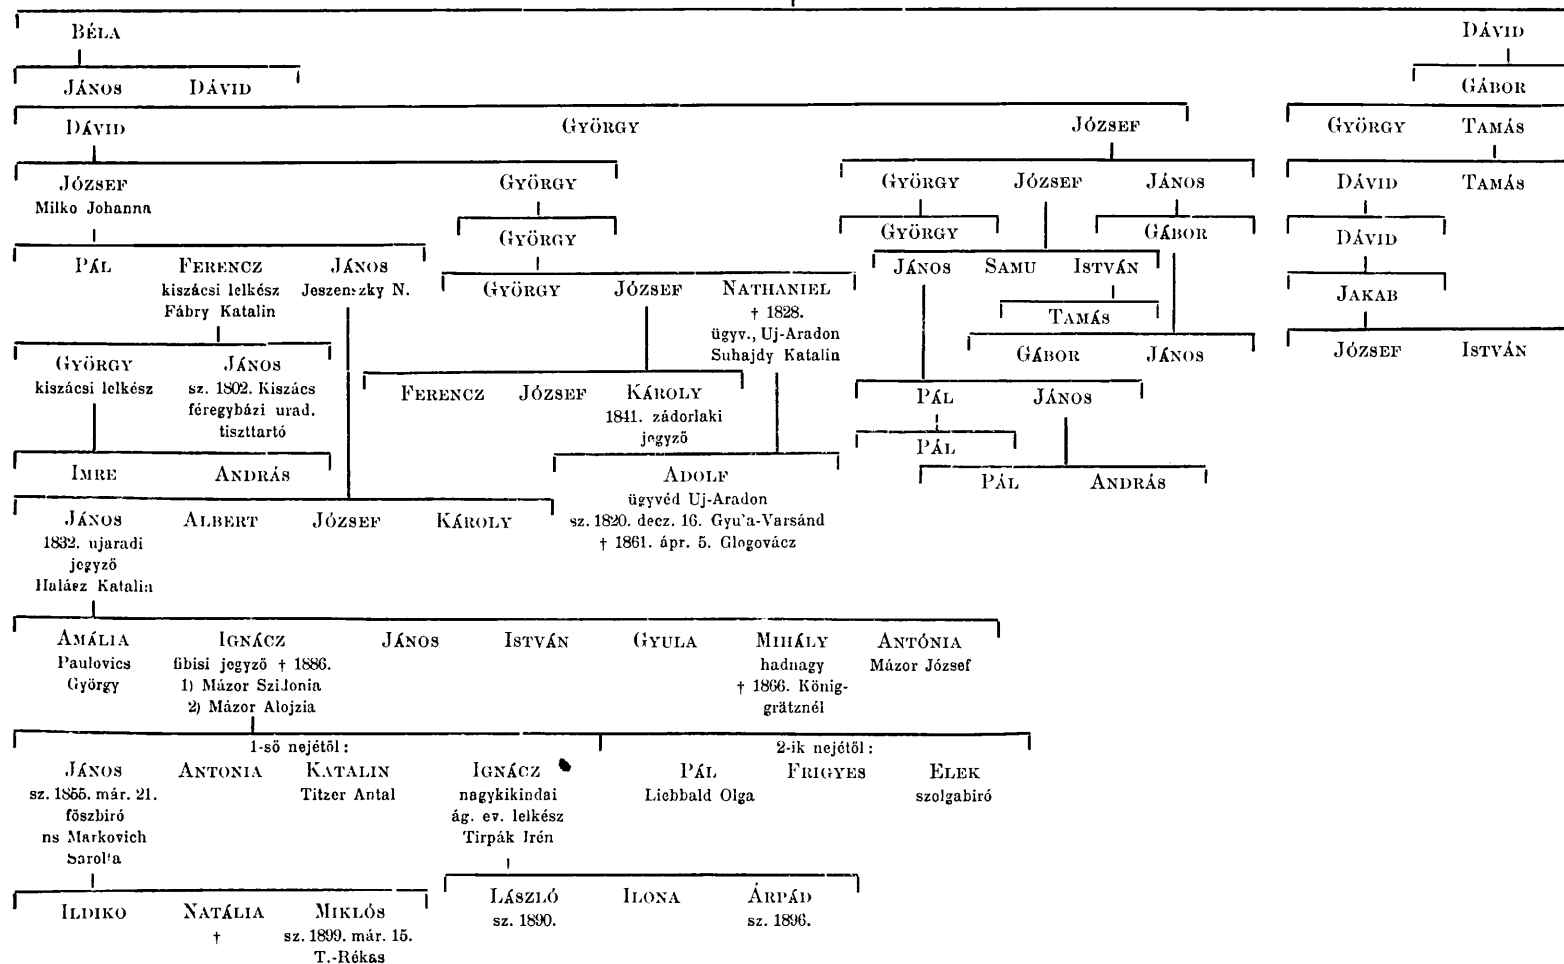 BÉLA DÁVID
JÁNOS DÁVID GÁBOR
DÁVID GYÖRGY JÓZSEF GYÖRGY TAMÁS
JÓZSEF GYÖRGY GYÖRGY JÓZSEF JÁNOS DÁVID TAMÁS
Milko Johanna
GYÖRGY GYÖRGY GÁBOR DÁVID
PÁL FERENCZ JÁNOS JÁNOS SAMU ISTVÁN
kiszácsi lelkész Jeszenszky N. GYÖRGY JÓZSEF NATHANIEL JAKAB
Fábry Katalin † 1828. TAMÁS
ügyv., Uj-Aradon
Suhajdy Katalin GÁBOR JÁNOS JÓZSEF ISTVÁN
GYÖRGY JÁNOS
kiszácsi lelkész sz. 1802. Kiszács FERENCZ JÓZSEF KÁROLY PÁL JÁNOS
féregyházi urad. 1841. zádorlaki
tiszttartó jegyző
PÁL
IMRE ANDRÁS ADOLF PÁL ANDRÁS
ügyvéd Uj-Aradon
JÁNOS ALBERT JÓZSEF KÁROLY sz. 1820. decz. 16. Gyula-Varsánd
1832. ujaradi † 1861. ápr. 5. Glogovácz
jegyző
Halász Katalin
AMÁLIA IGNÁCZ JÁNOS ISTVÁN GYULA MIHÁLY ANTÓNIA
Paulovics fibisi jegyző † 1886. hadnagy Mázor József
György 1) Mázor Szidonia † 1866. König-
2) Mázor Alojzia grätznél
1-ső nejétől: 2-ik nejétől:
JÁNOS ANTONIA KATALIN IGNÁCZ PÁL FRIGYES ELEK
sz. 1855. már. 21. Titzer Antal nagykikindai Liebbald Olga szolgabiró
főszbiró ág. ev. lelkész
ns Markovich Tirpák Irén
Sarolta
ILDIKO NATÁLIA MIKLÓS LÁSZLÓ ILONA ÁRPÁD
† sz. 1899. már. 15. sz. 1890. sz. 1896.
T.-Rékas